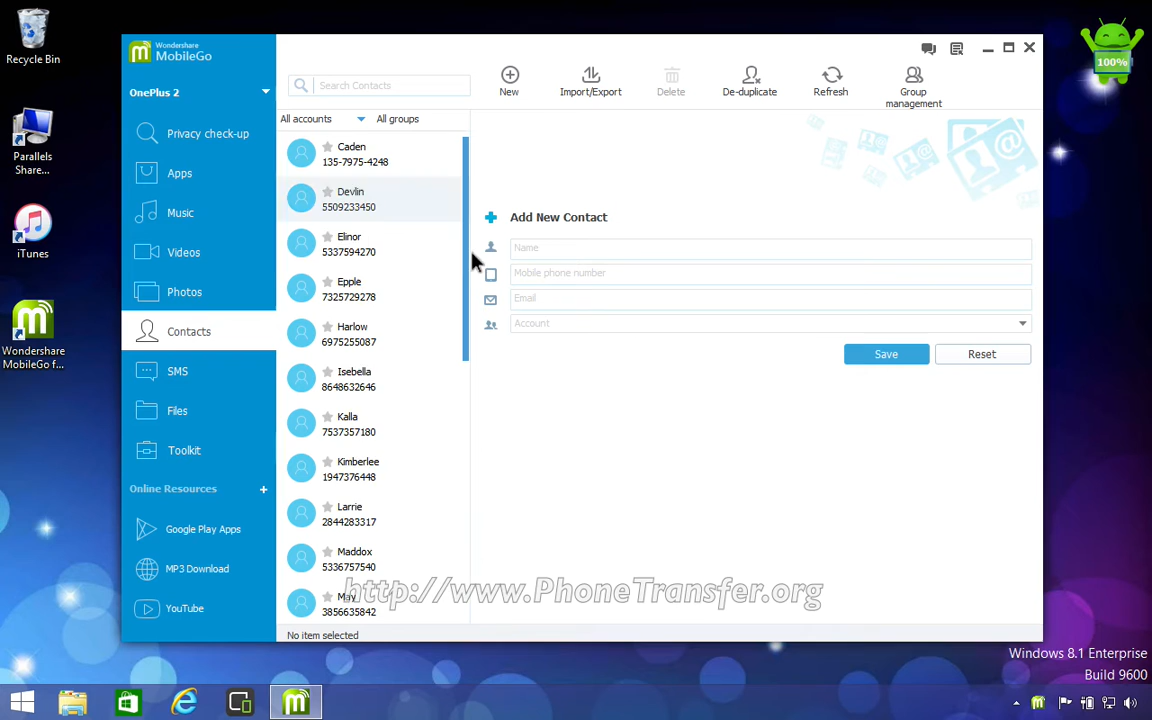 Recycle Bin
Parallels
Share...
iTunes
Wondershare
MobileGo f...
Wondershare
MobileGo
OnePlus 2
Privacy check-up
Apps
Music
Videos
Photos
Contacts
SMS
Files
Toolkit
Online Resources +
Google Play Apps
MP3 Download
YouTube
Search Contacts
New
Import/Export
Delete
De-duplicate
Refresh
Group
management
All accounts
All groups
Caden
135-7975-4248
Devlin
5509233450
Elinor
5337594270
Epple
7325729278
Harlow
6975255087
Isebella
8648632646
Kalla
7537357180
Kimberlee
1947376448
Larrie
2844283317
Maddox
5336757540
May
3856635842
No item selected
Add New Contact
Name
Mobile phone number
Email
Account
Save
Reset
http://www.PhoneTransfer.org
100%
Windows 8.1 Enterprise
Build 9600